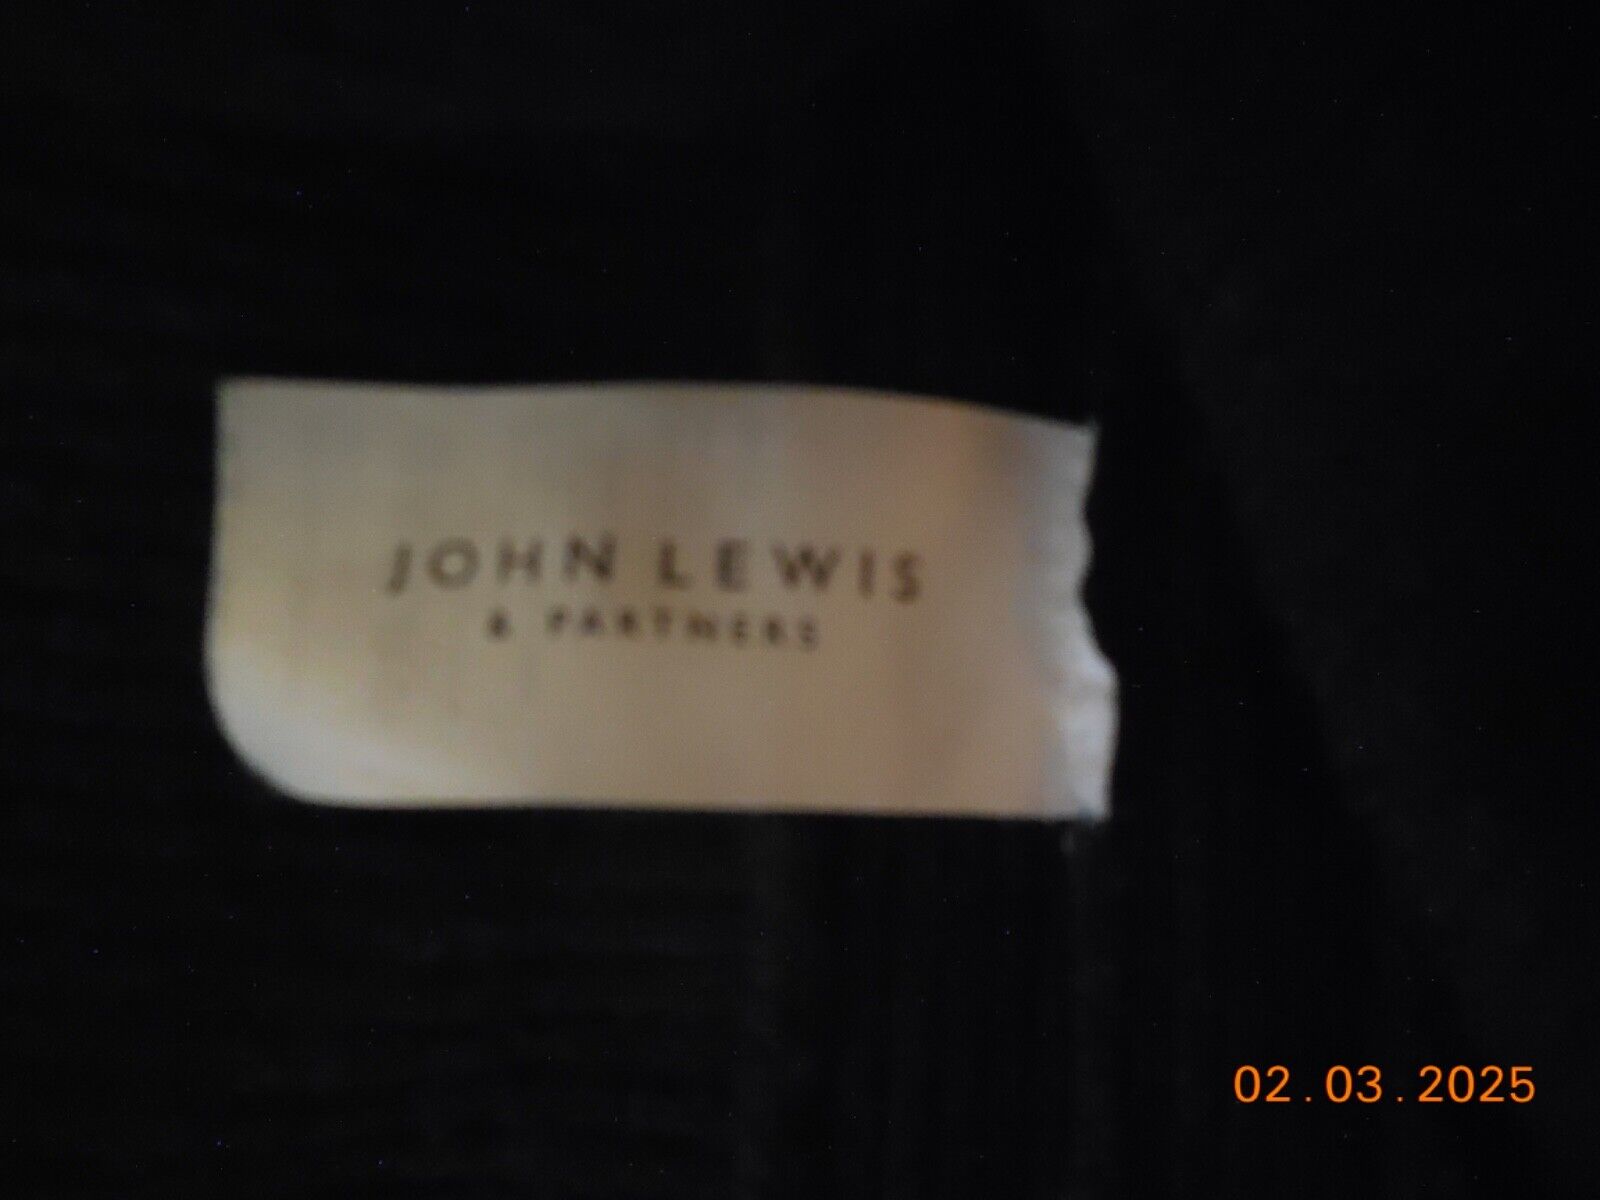 JOHN LEWIS
& PARTNERS
02.03.2025